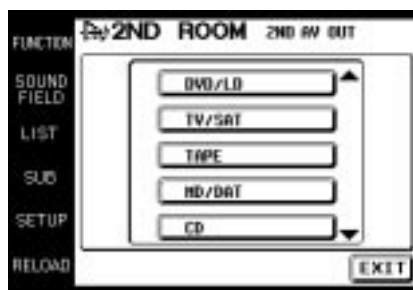 2ND ROOM 2ND AV OUT
FUNCTION
SOUND FIELD
LIST
SUB
SETUP
RELOAD
DVD/LD
TV/SAT
TAPE
MD/DAT
CD
EXIT